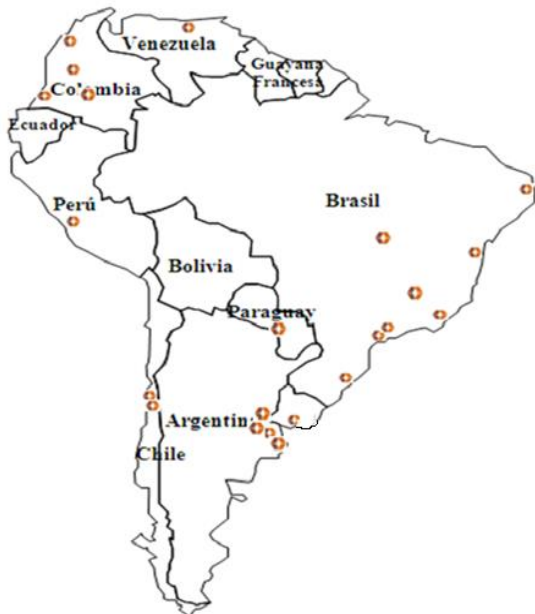 Venezuela
Guayana
Francesa
Colombia
Ecuador
Perú
Brasil
Bolivia
Paraguay
Argentin
Chile